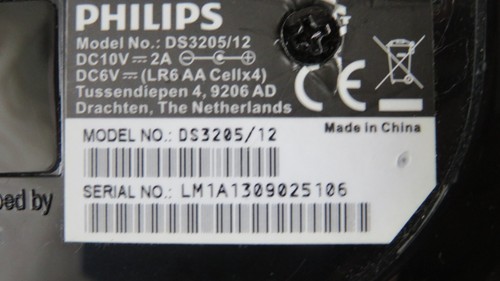 PHILIPS
Model No.: DS3205/12
DC10V ⎓ 2A
DC6V ⎓ (LR6 AA Cellx4)
Tussendiepen 4, 9206 AD
Drachten, The Netherlands
CE
Made in China
MODEL NO.: DS3205/12
SERIAL NO.: LM1A1309025106
by